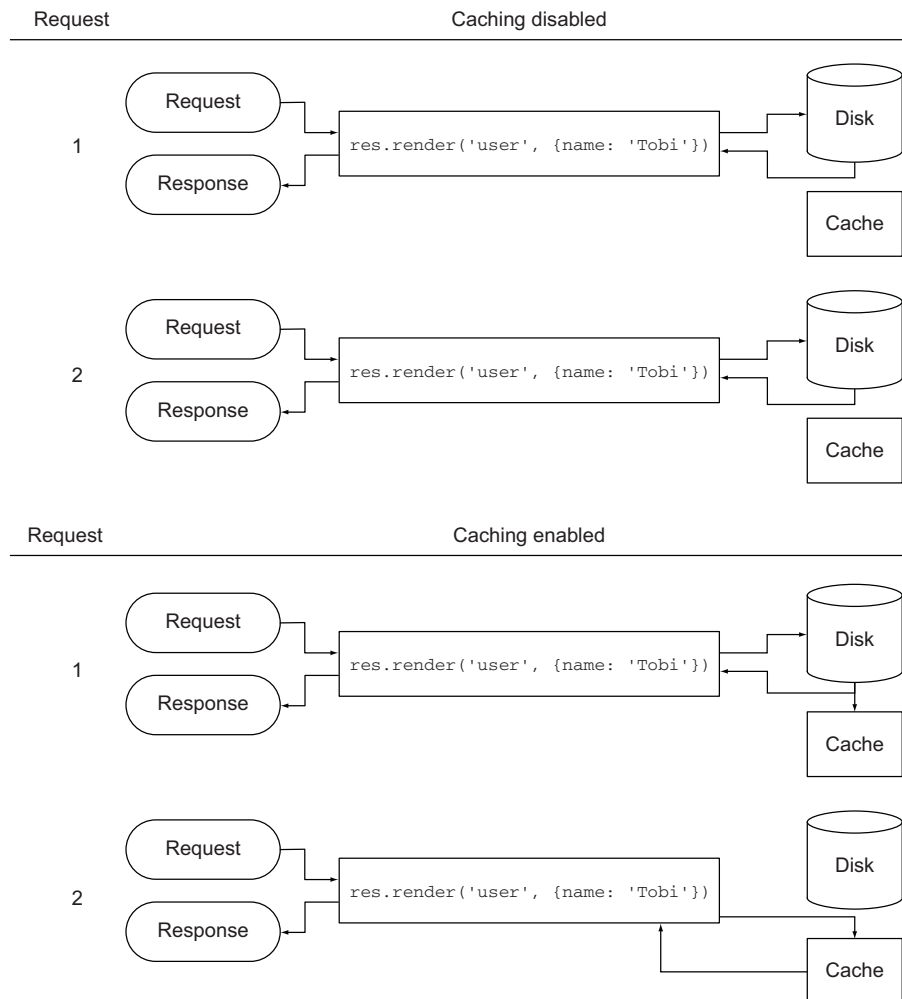 Request Caching disabled
Request
Disk
1
res.render('user', {name: 'Tobi'})
Response
Cache
Request
Disk
2
res.render('user', {name: 'Tobi'})
Response
Cache
Request Caching enabled
Request
Disk
1
res.render('user', {name: 'Tobi'})
Response
Cache
Request
Disk
2
res.render('user', {name: 'Tobi'})
Response
Cache